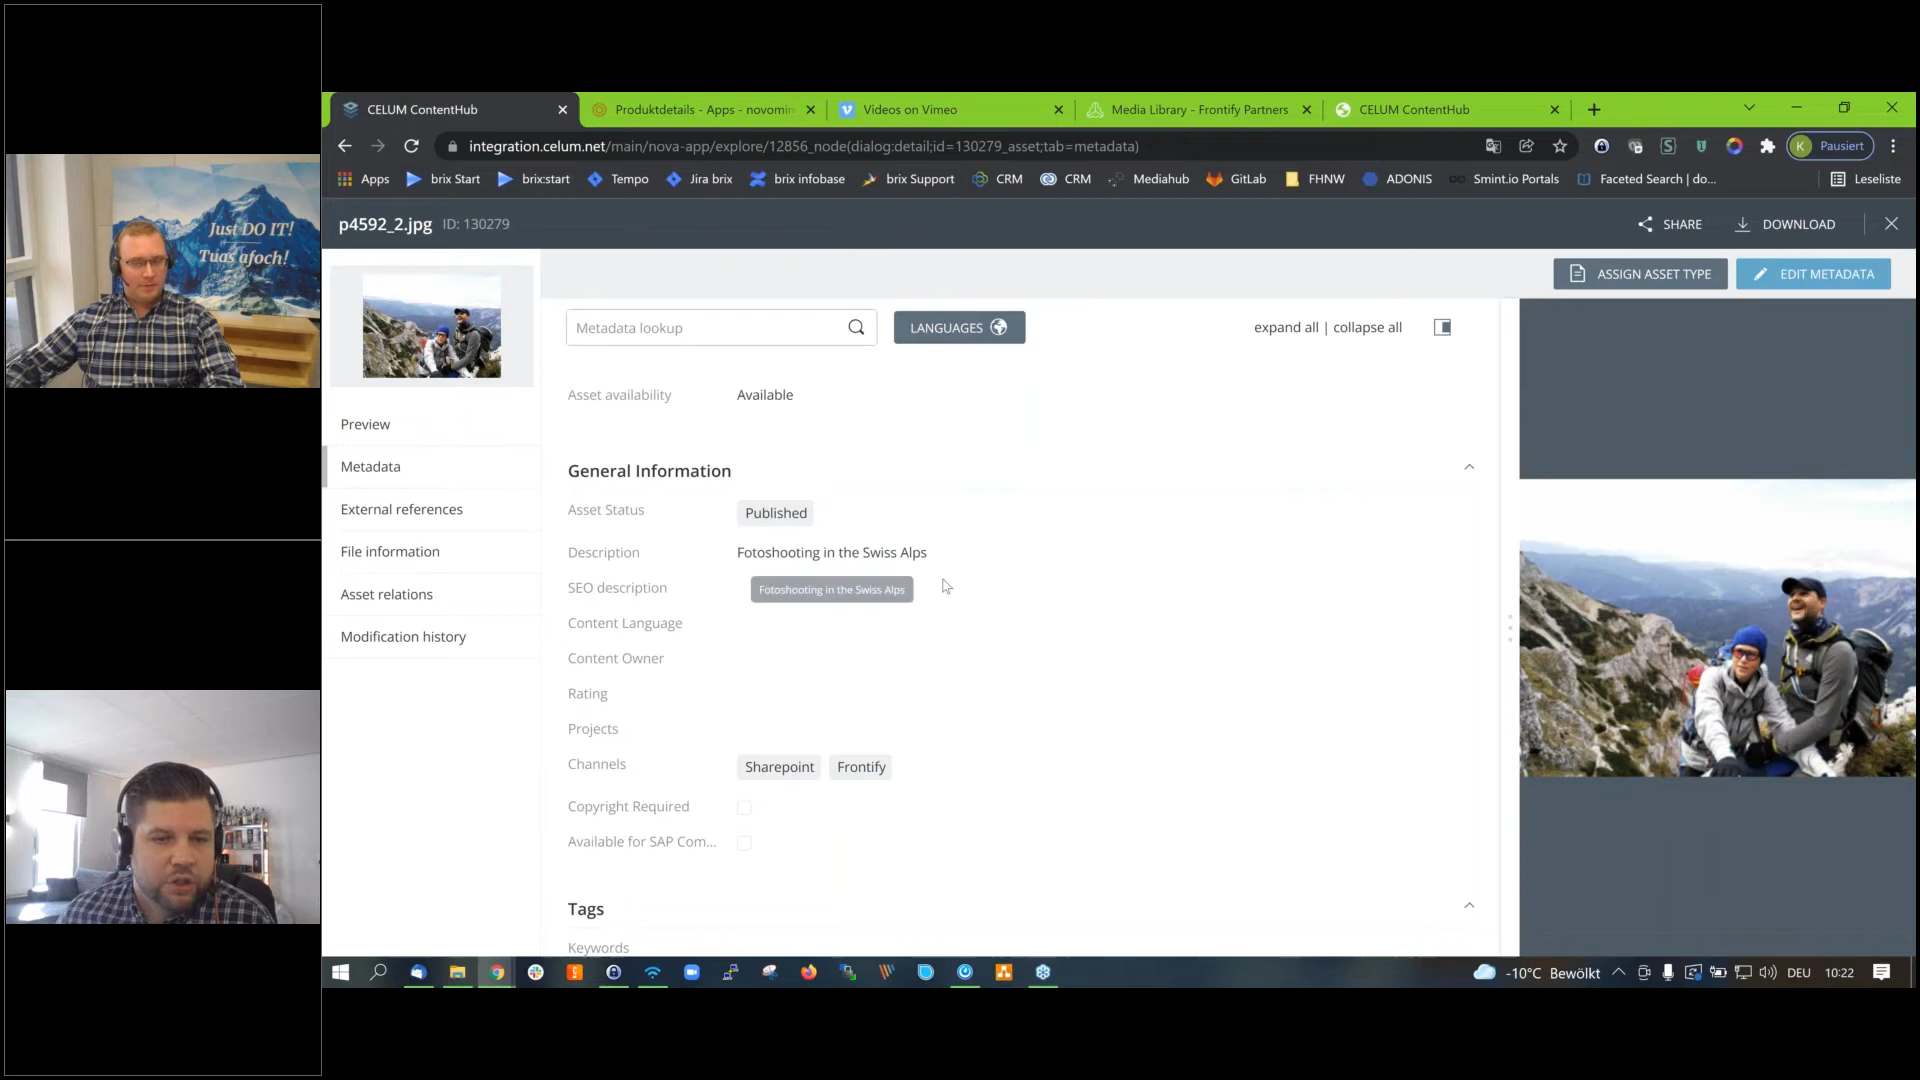 Just DO IT!
Tuas afoch!
CELUM ContentHub
Produktdetails - Apps - novomin
Videos on Vimeo
Media Library - Frontify Partners
CELUM ContentHub
integration.celum.net/main/nova-app/explore/12856_node(dialog:detail;id=130279_asset;tab=metadata)
K Pausiert
Apps
brix Start
brix:start
Tempo
Jira brix
brix infobase
brix Support
CRM
CRM
Mediahub
GitLab
FHNW
ADONIS
Smint.io Portals
Faceted Search | do...
Leseliste
p4592_2.jpg ID: 130279
SHARE
DOWNLOAD
ASSIGN ASSET TYPE
EDIT METADATA
Preview
Metadata
External references
File information
Asset relations
Modification history
Metadata lookup
LANGUAGES
expand all | collapse all
Asset availability Available
General Information
Asset Status Published
Description Fotoshooting in the Swiss Alps
SEO description Fotoshooting in the Swiss Alps
Content Language
Content Owner
Rating
Projects
Channels Sharepoint Frontify
Copyright Required
Available for SAP Com...
Tags
Keywords
-10°C Bewölkt
DEU
10:22